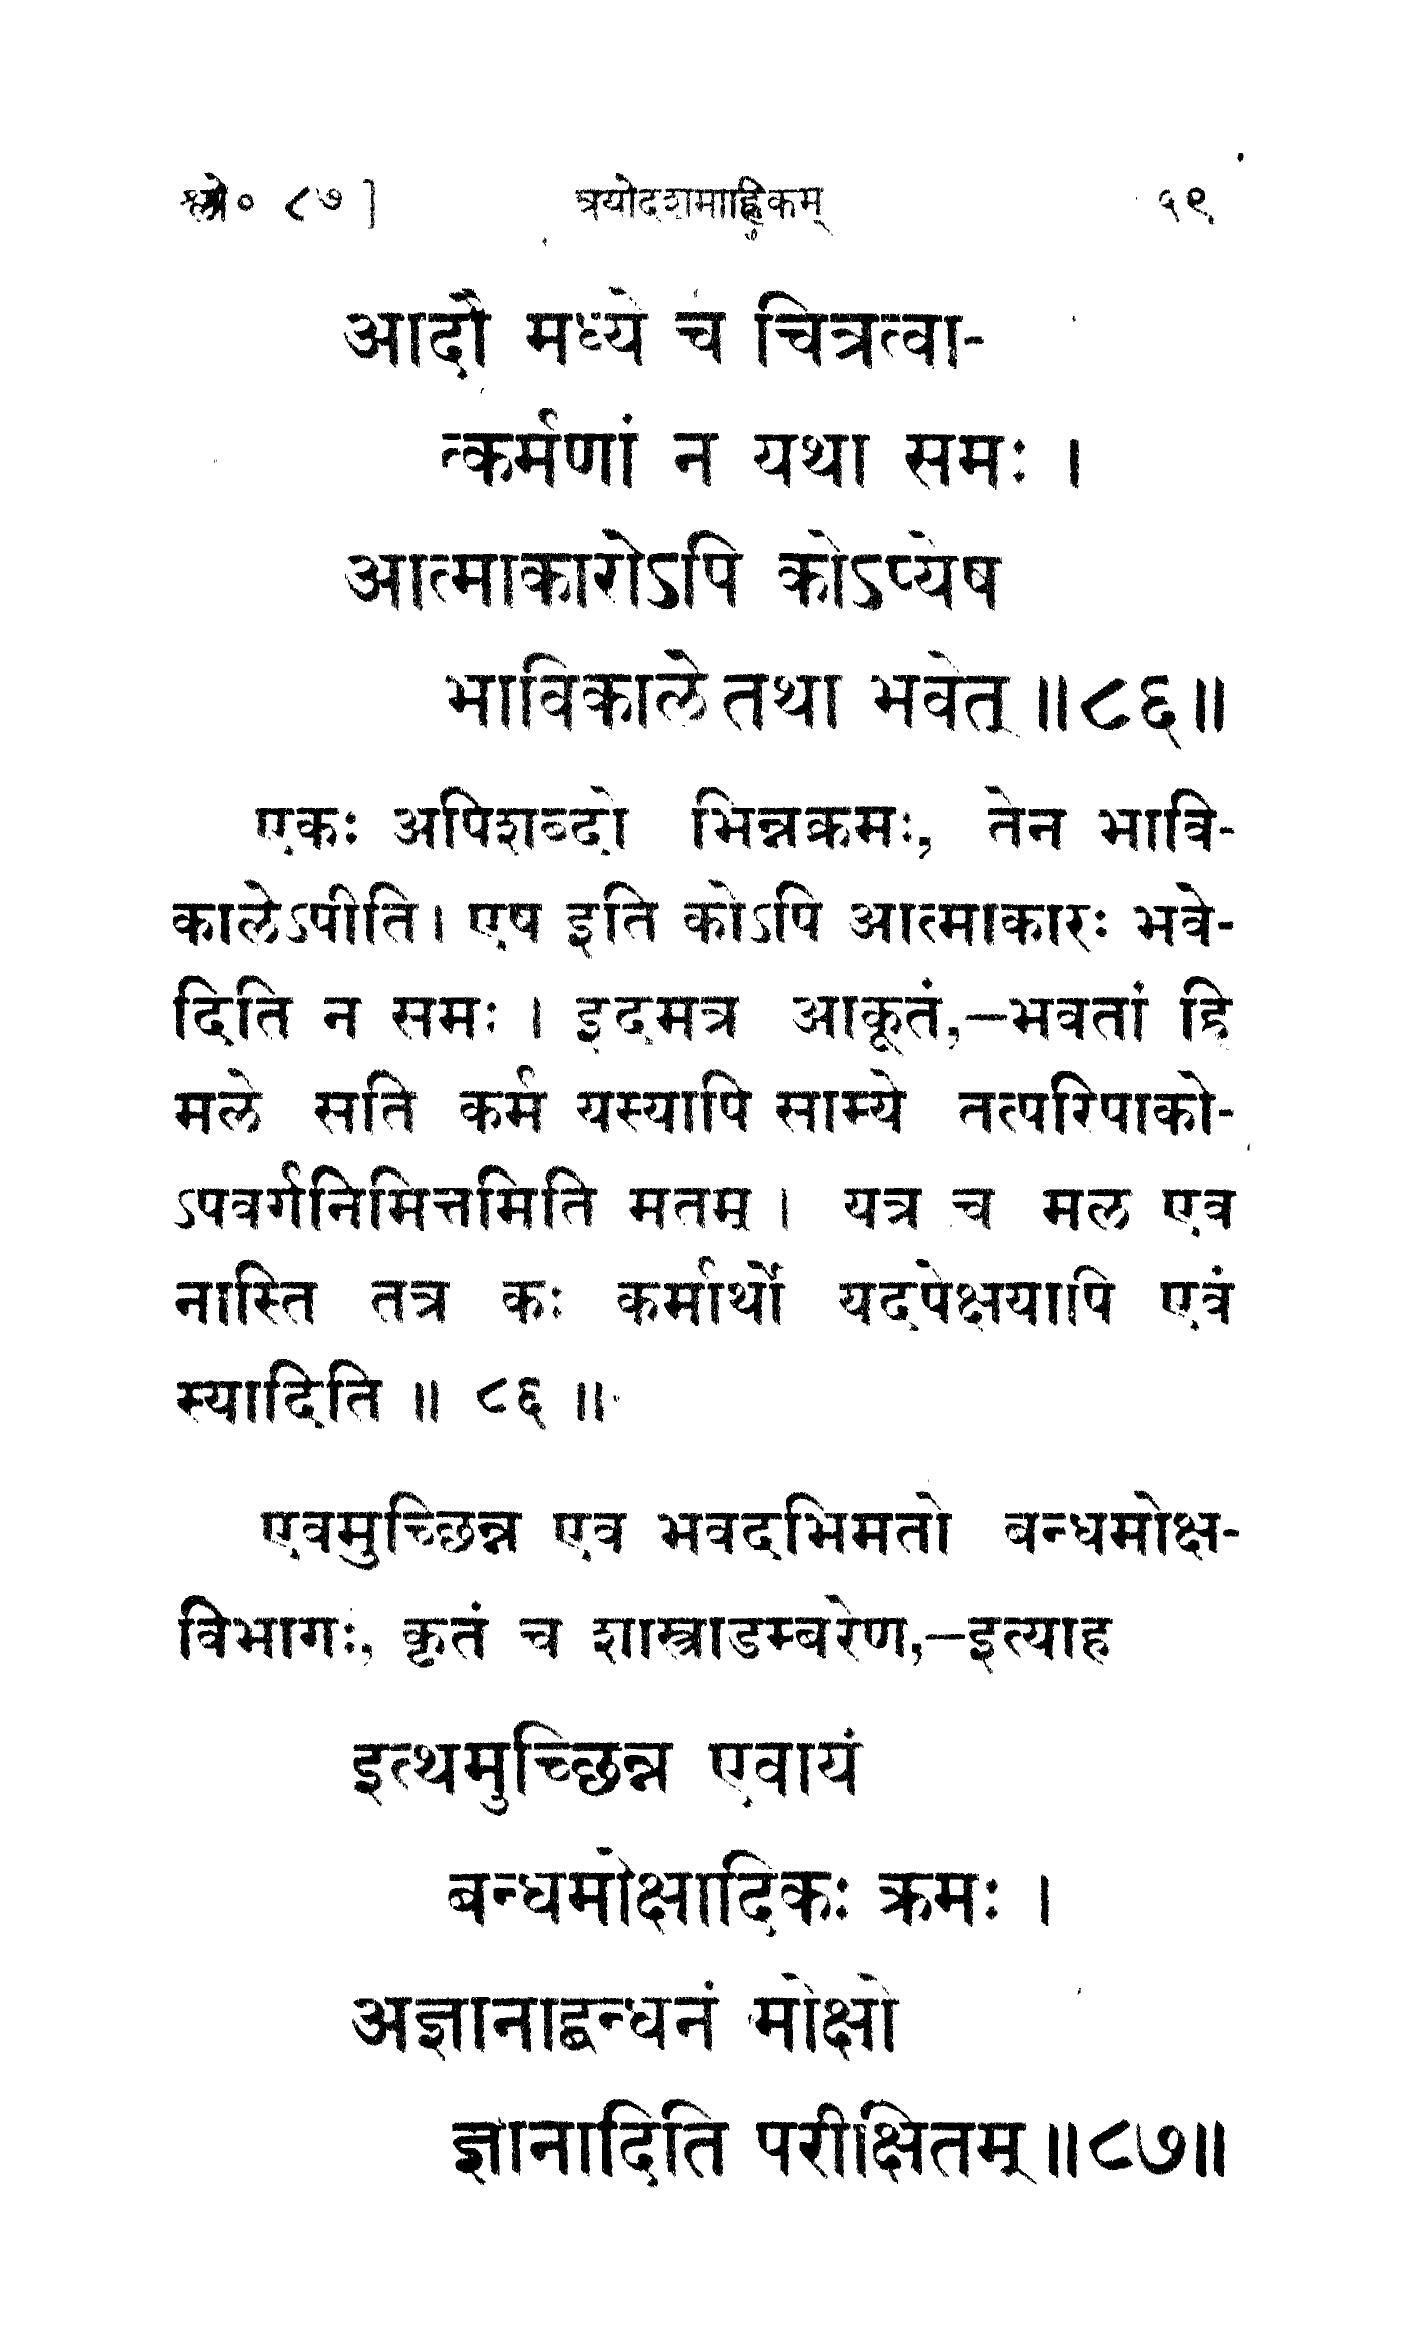 श्लो० ८७] त्रयोदशमाह्निकम् ६९
आदौ मध्ये च चित्रत्वा-
त्कर्मणां न यथा समः ।
आत्माकारोऽपि कोऽप्येष
भाविकाले तथा भवेत् ॥८६॥
एकः अपिशब्दो भिन्नक्रमः, तेन भावि-
कालेऽपीति । एष इति कोऽपि आत्माकारः भवे-
दिति न समः । इदमत्र आकूतं,—भवतां हि
मले सति कर्म यस्यापि साम्ये तत्परिपाको-
ऽपवर्गनिमित्तमिति मतम् । यत्र च मल एव
नास्ति तत्र कः कर्मार्थो यदपेक्षयापि एवं
स्यादिति ॥ ८६ ॥
एवमुच्छिन्न एव भवदभिमतो बन्धमोक्ष-
विभागः, कृतं च शास्त्राडम्बरेण,—इत्याह
इत्थमुच्छिन्न एवायं
बन्धमोक्षादिकः क्रमः ।
अज्ञानाद्बन्धनं मोक्षो
ज्ञानादिति परीक्षितम् ॥८७॥